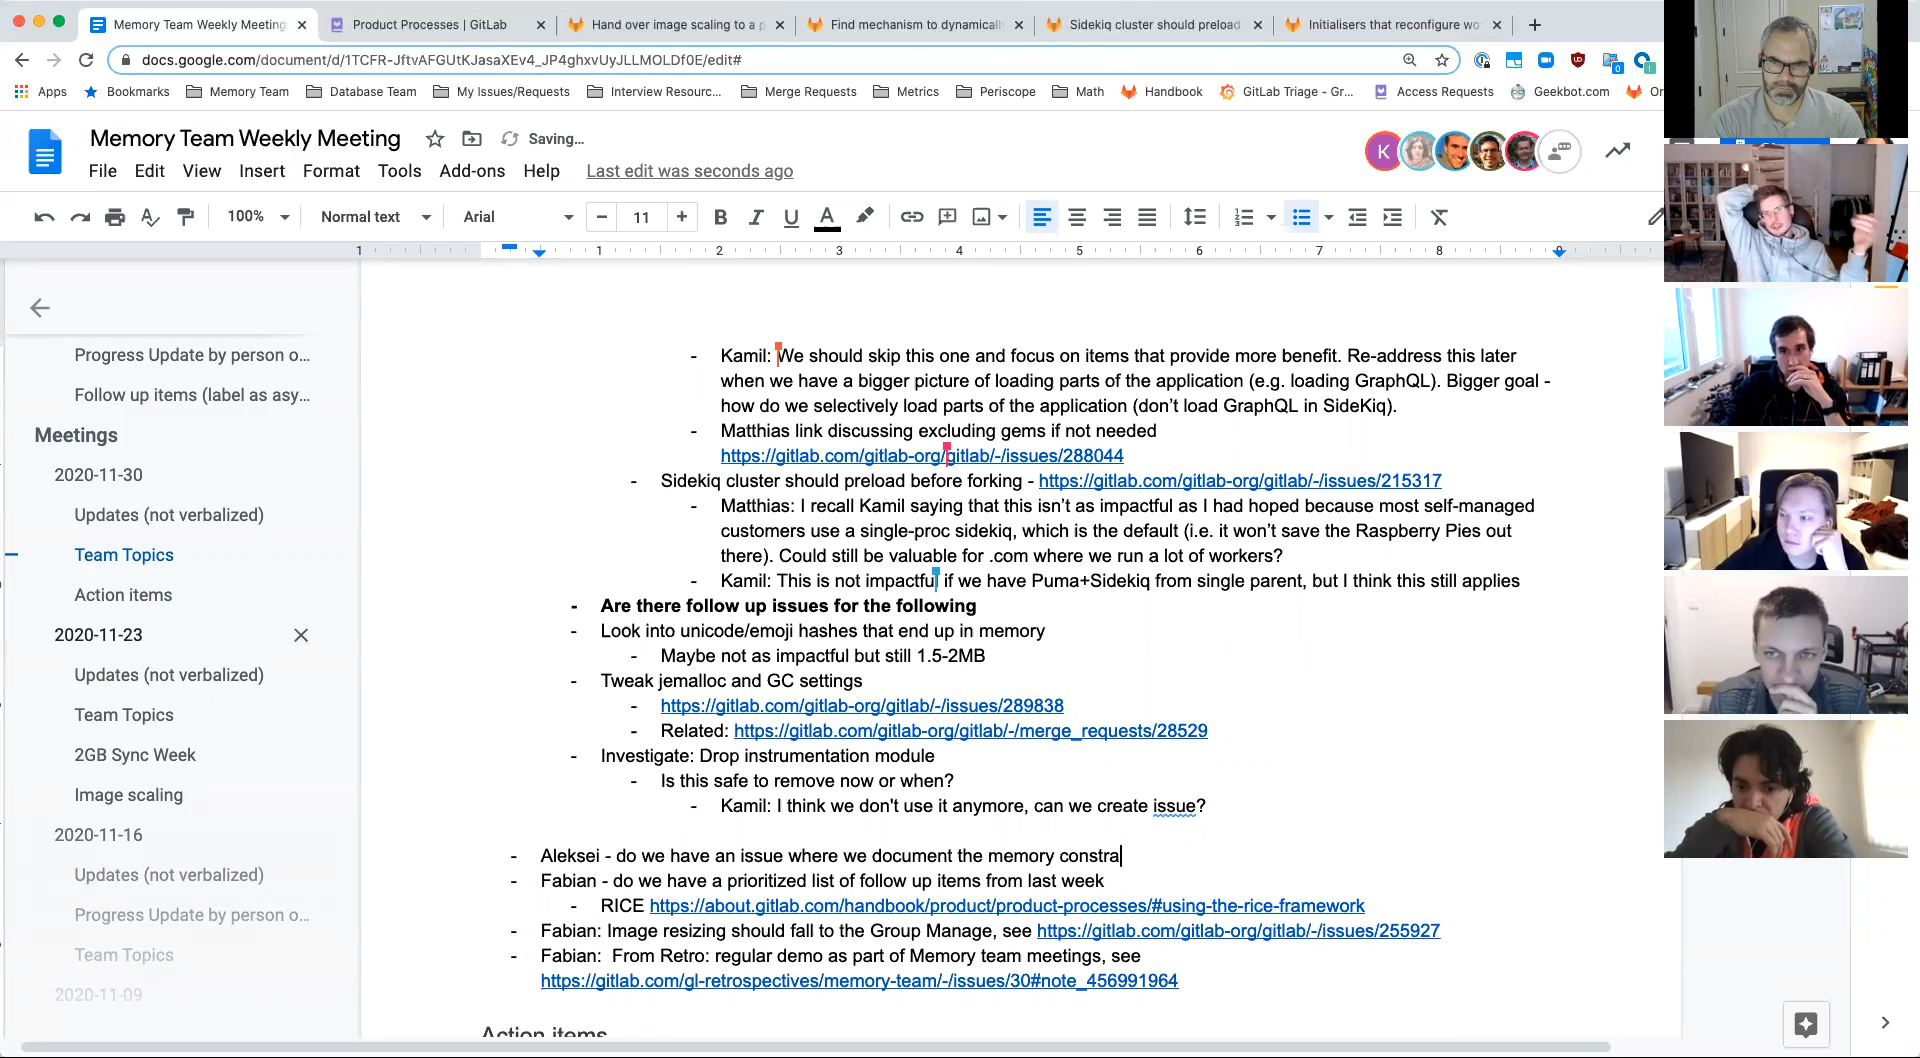 Memory Team Weekly Meeting
Product Processes | GitLab
Hand over image scaling to a p
Find mechanism to dynamically
Sidekiq cluster should preload
Initialisers that reconfigure wo
docs.google.com/document/d/1TCFR-JftvAFGUtKJasaXEv4_JP4ghxvUyJLLMOLDf0E/edit#
Apps
Bookmarks
Memory Team
Database Team
My Issues/Requests
Interview Resourc...
Merge Requests
Metrics
Periscope
Math
Handbook
GitLab Triage - Gr...
Access Requests
Geekbot.com
Or
Memory Team Weekly Meeting
Saving...
K
File Edit View Insert Format Tools Add-ons Help
Last edit was seconds ago
100%
Normal text
Arial
11
1 1 2 3 4 5 6 7 8 9
Progress Update by person o...
Follow up items (label as asy...
Meetings
2020-11-30
Updates (not verbalized)
Team Topics
Action items
2020-11-23
Updates (not verbalized)
Team Topics
2GB Sync Week
Image scaling
2020-11-16
Updates (not verbalized)
Progress Update by person o...
Team Topics
2020-11-09
- Kamil: We should skip this one and focus on items that provide more benefit. Re-address this later
when we have a bigger picture of loading parts of the application (e.g. loading GraphQL). Bigger goal -
how do we selectively load parts of the application (don’t load GraphQL in SideKiq).
- Matthias link discussing excluding gems if not needed
https://gitlab.com/gitlab-org/gitlab/-/issues/288044
- Sidekiq cluster should preload before forking - https://gitlab.com/gitlab-org/gitlab/-/issues/215317
- Matthias: I recall Kamil saying that this isn’t as impactful as I had hoped because most self-managed
customers use a single-proc sidekiq, which is the default (i.e. it won’t save the Raspberry Pies out
there). Could still be valuable for .com where we run a lot of workers?
- Kamil: This is not impactful if we have Puma+Sidekiq from single parent, but I think this still applies
- Are there follow up issues for the following
- Look into unicode/emoji hashes that end up in memory
- Maybe not as impactful but still 1.5-2MB
- Tweak jemalloc and GC settings
- https://gitlab.com/gitlab-org/gitlab/-/issues/289838
- Related: https://gitlab.com/gitlab-org/gitlab/-/merge_requests/28529
- Investigate: Drop instrumentation module
- Is this safe to remove now or when?
- Kamil: I think we don't use it anymore, can we create issue?
- Aleksei - do we have an issue where we document the memory constra
- Fabian - do we have a prioritized list of follow up items from last week
- RICE https://about.gitlab.com/handbook/product/product-processes/#using-the-rice-framework
- Fabian: Image resizing should fall to the Group Manage, see https://gitlab.com/gitlab-org/gitlab/-/issues/255927
- Fabian: From Retro: regular demo as part of Memory team meetings, see
https://gitlab.com/gl-retrospectives/memory-team/-/issues/30#note_456991964
Action items